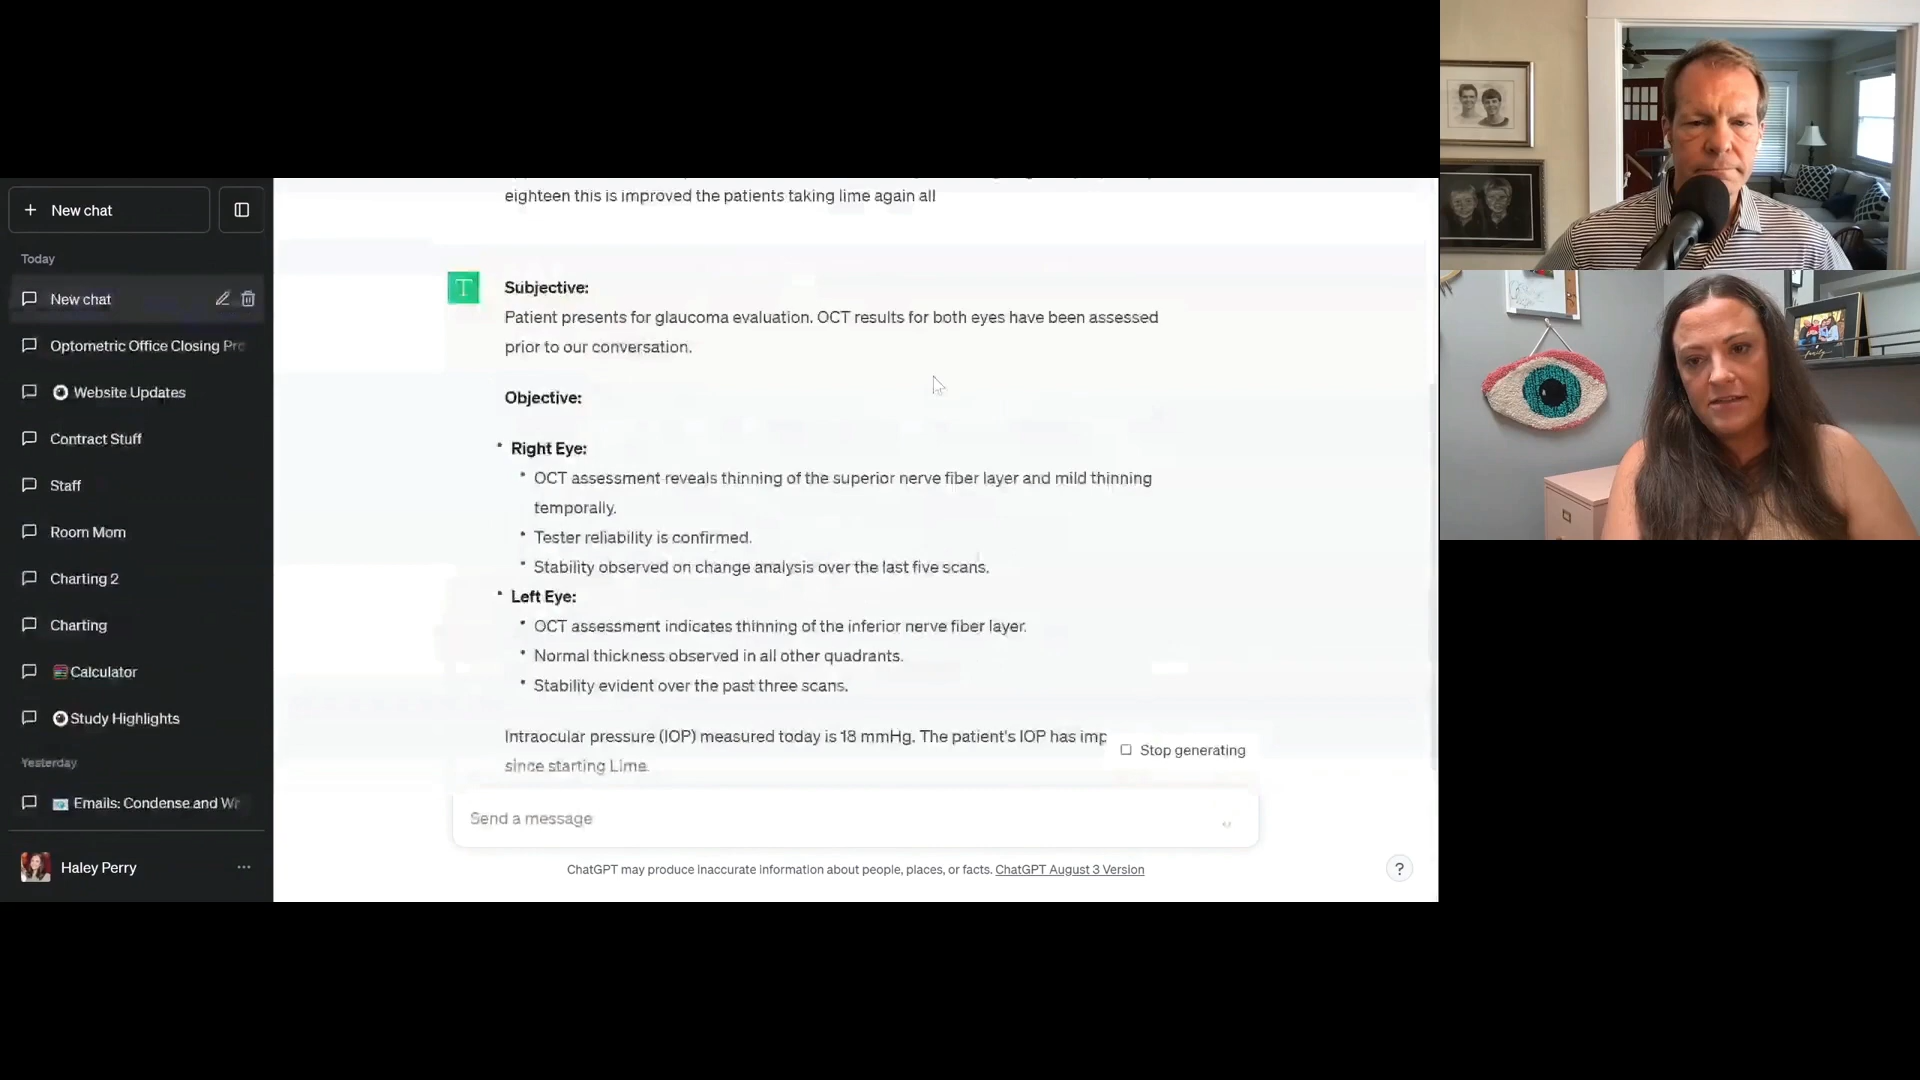 New chat
Today
New chat
Optometric Office Closing Pro
Website Updates
Contract Stuff
Staff
Room Mom
Charting 2
Charting
Calculator
Study Highlights
Yesterday
Emails: Condense and Wr
Haley Perry
eighteen this is improved the patients taking lime again all
T
Subjective:
Patient presents for glaucoma evaluation. OCT results for both eyes have been assessed
prior to our conversation.
Objective:
Right Eye:
OCT assessment reveals thinning of the superior nerve fiber layer and mild thinning
temporally.
Tester reliability is confirmed.
Stability observed on change analysis over the last five scans.
Left Eye:
OCT assessment indicates thinning of the inferior nerve fiber layer.
Normal thickness observed in all other quadrants.
Stability evident over the past three scans.
Intraocular pressure (IOP) measured today is 18 mmHg. The patient's IOP has imp
since starting Lime.
Stop generating
Send a message
ChatGPT may produce inaccurate information about people, places, or facts. ChatGPT August 3 Version
?